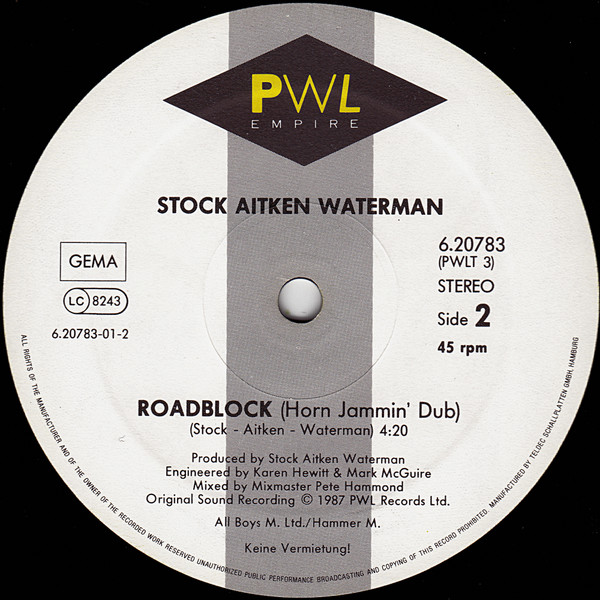 PWL
EMPIRE
STOCK AITKEN WATERMAN
GEMA
LC 8243
6.20783-01-2
6.20783
(PWLT 3)
STEREO
Side 2
45 rpm
ROADBLOCK (Horn Jammin' Dub)
(Stock - Aitken - Waterman) 4:20
Produced by Stock Aitken Waterman
Engineered by Karen Hewitt & Mark McGuire
Mixed by Mixmaster Pete Hammond
Original Sound Recording © 1987 PWL Records Ltd.
All Boys M. Ltd./Hammer M.
Keine Vermietung!
ALL RIGHTS OF THE MANUFACTURER AND OF THE OWNER OF THE RECORDED WORK RESERVED UNAUTHORIZED PUBLIC PERFORMANCE BROADCASTING AND COPYING OF THIS RECORD PROHIBITED. MANUFACTURED BY TELDEC SCHALLPLATTEN GMBH, HAMBURG